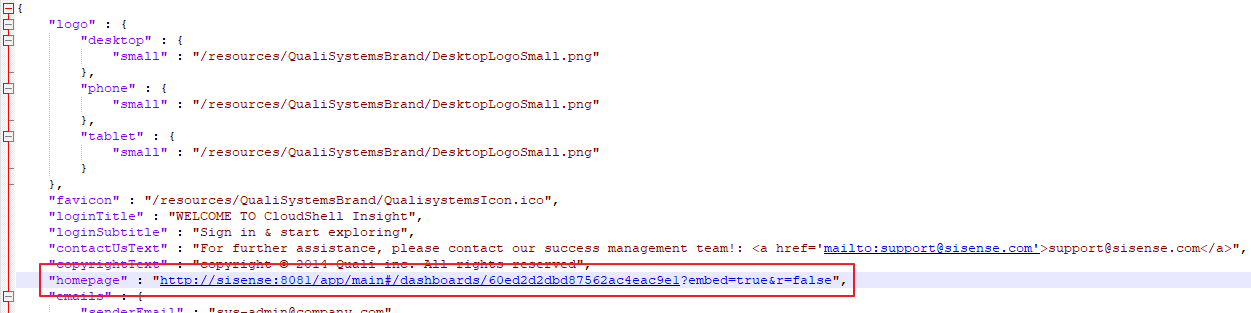 {
"logo" : {
"desktop" : {
"small" : "/resources/QualiSystemsBrand/DesktopLogoSmall.png"
},
"phone" : {
"small" : "/resources/QualiSystemsBrand/DesktopLogoSmall.png"
},
"tablet" : {
"small" : "/resources/QualiSystemsBrand/DesktopLogoSmall.png"
}
},
"favicon" : "/resources/QualiSystemsBrand/QualisystemsIcon.ico",
"loginTitle" : "WELCOME TO CloudShell Insight",
"loginSubtitle" : "Sign in & start exploring",
"contactUsText" : "For further assistance, please contact our success management team!: <a href='mailto:support@sisense.com'>support@sisense.com</a>",
"copyrightText" : "copyright © 2014 Quali inc. All rights reserved",
"homepage" : "http://sisense:8081/app/main#/dashboards/60ed2d2dbd87562ac4eac9e1?embed=true&r=false",
"emails" : {
"senderEmail" : "sys-admin@company.com"